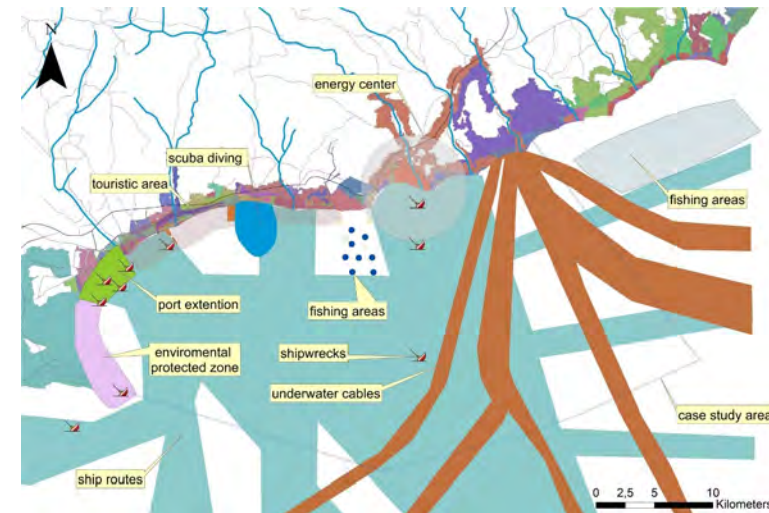 N
energy center
scuba diving
touristic area
fishing areas
port extention
fishing areas
enviromental
protected zone
shipwrecks
underwater cables
case study area
ship routes
0 2,5 5 10
Kilometers